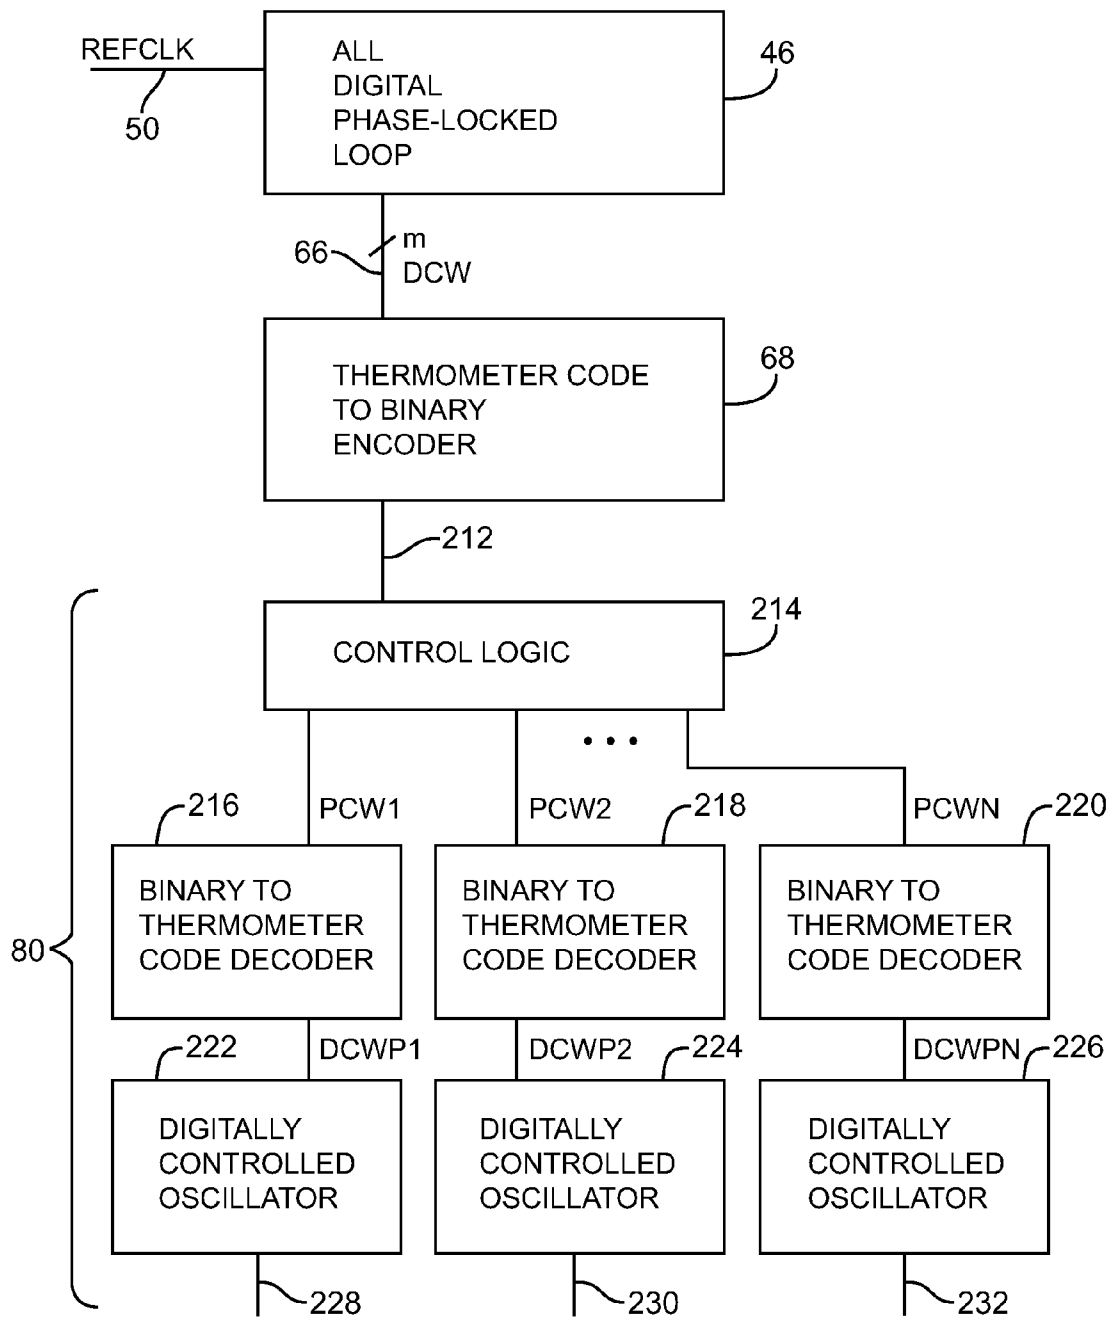 REFCLK
50
ALL
DIGITAL
PHASE-LOCKED
LOOP
46
66
m
DCW
THERMOMETER CODE
TO BINARY
ENCODER
68
212
CONTROL LOGIC
214
• • •
216
PCW1
PCW2
218
PCWN
220
BINARY TO
THERMOMETER
CODE DECODER
BINARY TO
THERMOMETER
CODE DECODER
BINARY TO
THERMOMETER
CODE DECODER
80
222
DCWP1
DCWP2
224
DCWPN
226
DIGITALLY
CONTROLLED
OSCILLATOR
DIGITALLY
CONTROLLED
OSCILLATOR
DIGITALLY
CONTROLLED
OSCILLATOR
228
230
232